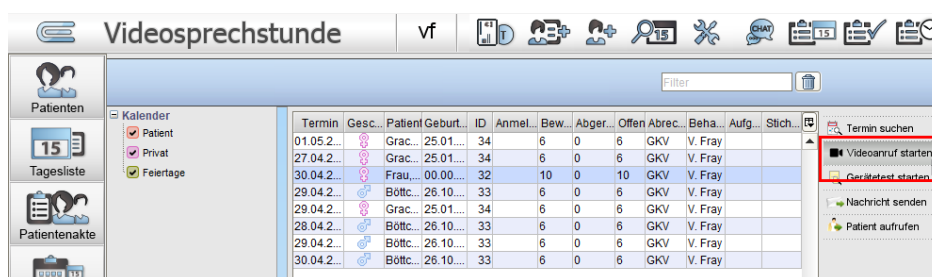 Videosprechstunde
vf
31
T
15
CHAT
15
Patienten
15
Tagesliste
Patientenakte
15
Filter
Kalender
Patient
Privat
Feiertage
Termin Gesc... Patient Geburt... ID Anmel... Bew... Abger... Offen Abrec... Beha... Aufg... Stich...
01.05.2... Grac... 25.01.... 34 6 0 6 GKV V. Fray
27.04.2... Grac... 25.01.... 34 6 0 6 GKV V. Fray
30.04.2... Frau,... 00.00.... 32 10 0 10 GKV V. Fray
29.04.2... Böttc... 26.10.... 33 6 0 6 GKV V. Fray
29.04.2... Grac... 25.01.... 34 6 0 6 GKV V. Fray
28.04.2... Böttc... 26.10.... 33 6 0 6 GKV V. Fray
29.04.2... Böttc... 26.10.... 33 6 0 6 GKV V. Fray
30.04.2... Böttc... 26.10.... 33 6 0 6 GKV V. Fray
Termin suchen
Videoanruf starten
Gerätetest starten
Nachricht senden
Patient aufrufen